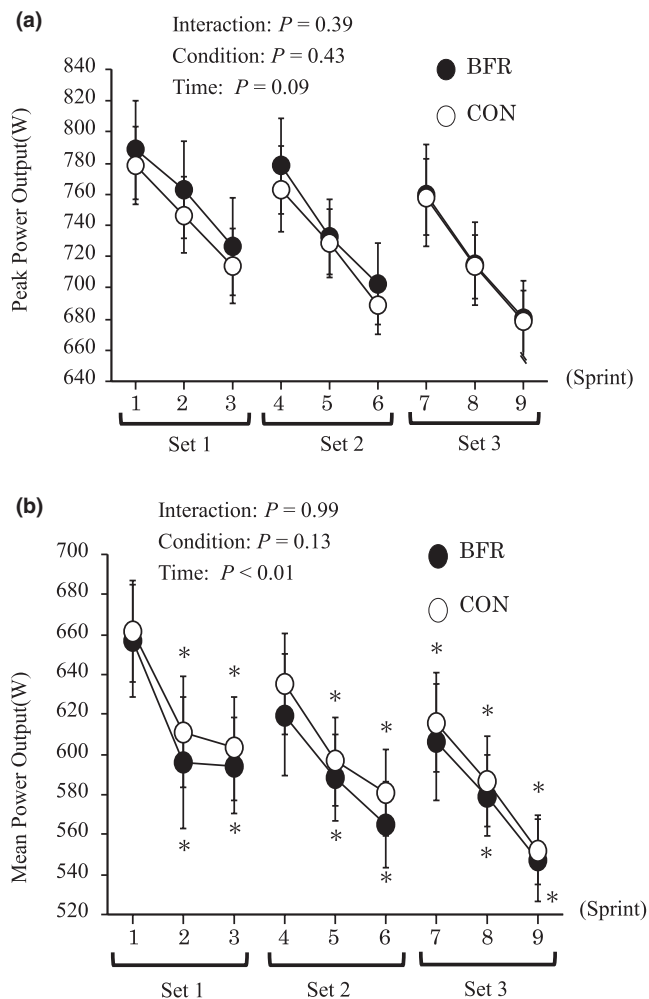 (a)
Interaction: P = 0.39
Condition: P = 0.43
Time: P = 0.09
BFR
CON
Peak Power Output(W)
840
820
800
780
760
740
720
700
680
660
640
1 2 3 4 5 6 7 8 9
(Sprint)
Set 1 Set 2 Set 3
(b)
Interaction: P = 0.99
Condition: P = 0.13
Time: P < 0.01
BFR
CON
Mean Power Output(W)
700
680
660
640
620
600
580
560
540
520
* * * * * * *
* * * * * *
1 2 3 4 5 6 7 8 9
(Sprint)
Set 1 Set 2 Set 3